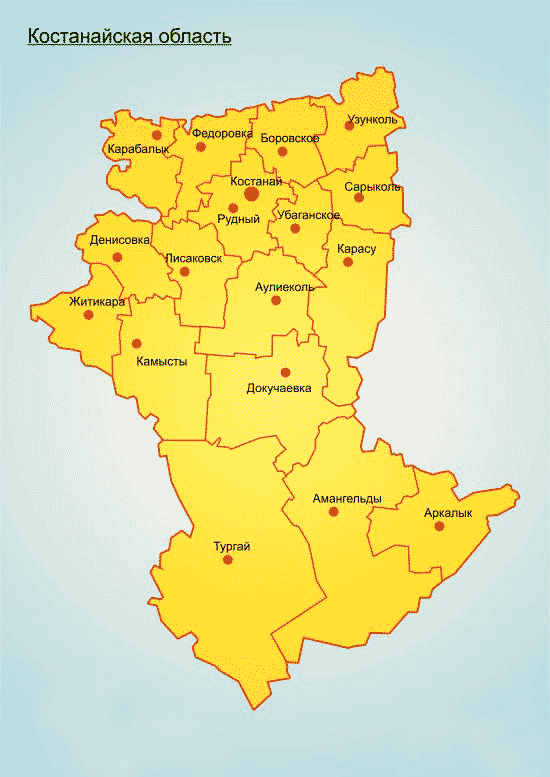 Костанайская область
Узунколь
Федоровка
Боровское
Карабалык
Костанай
Сарыколь
Рудный
Убаганское
Денисовка
Карасу
Лисаковск
Аулиеколь
Житикара
Камысты
Докучаевка
Амангельды
Аркалык
Тургай